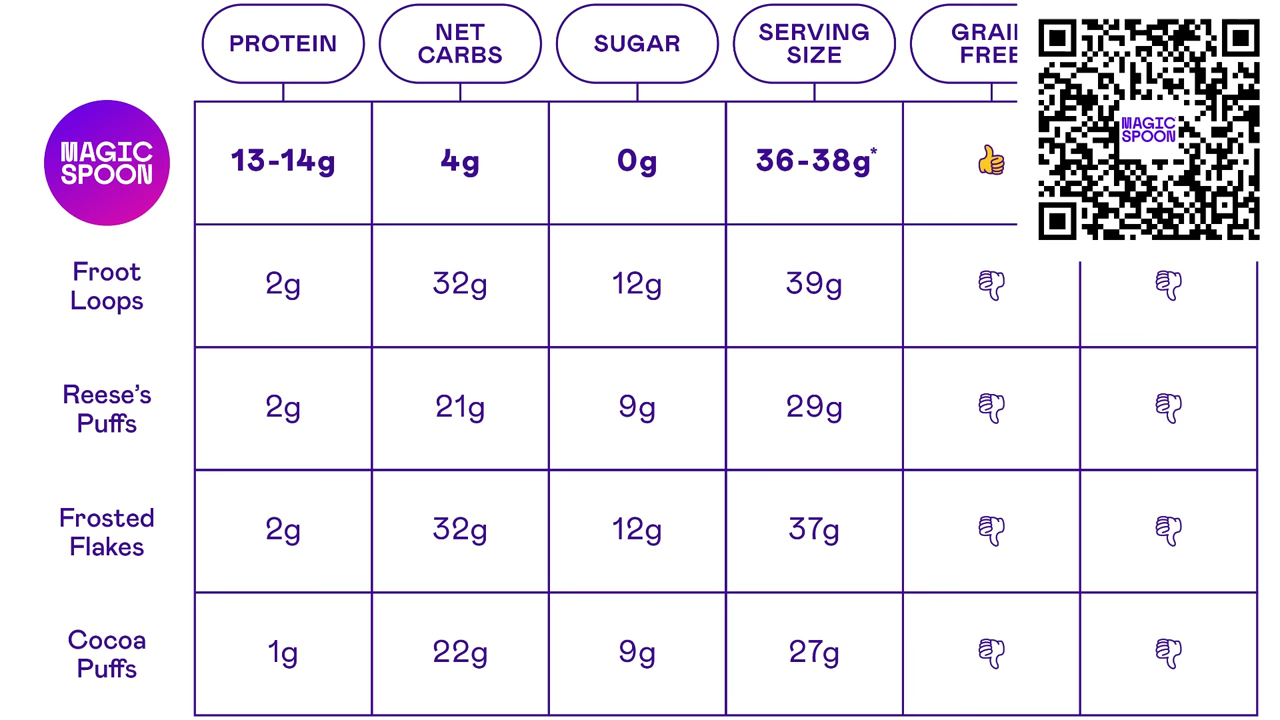 PROTEIN
NET
CARBS
SUGAR
SERVING
SIZE
FREE
MAGIC
SPOON
13-14g
4g
0g
36-38g*
MAGIC
SPOON
Froot
Loops
2g
32g
12g
39g
Reese's
Puffs
2g
21g
9g
29g
Frosted
Flakes
2g
32g
12g
37g
Cocoa
Puffs
1g
22g
9g
27g